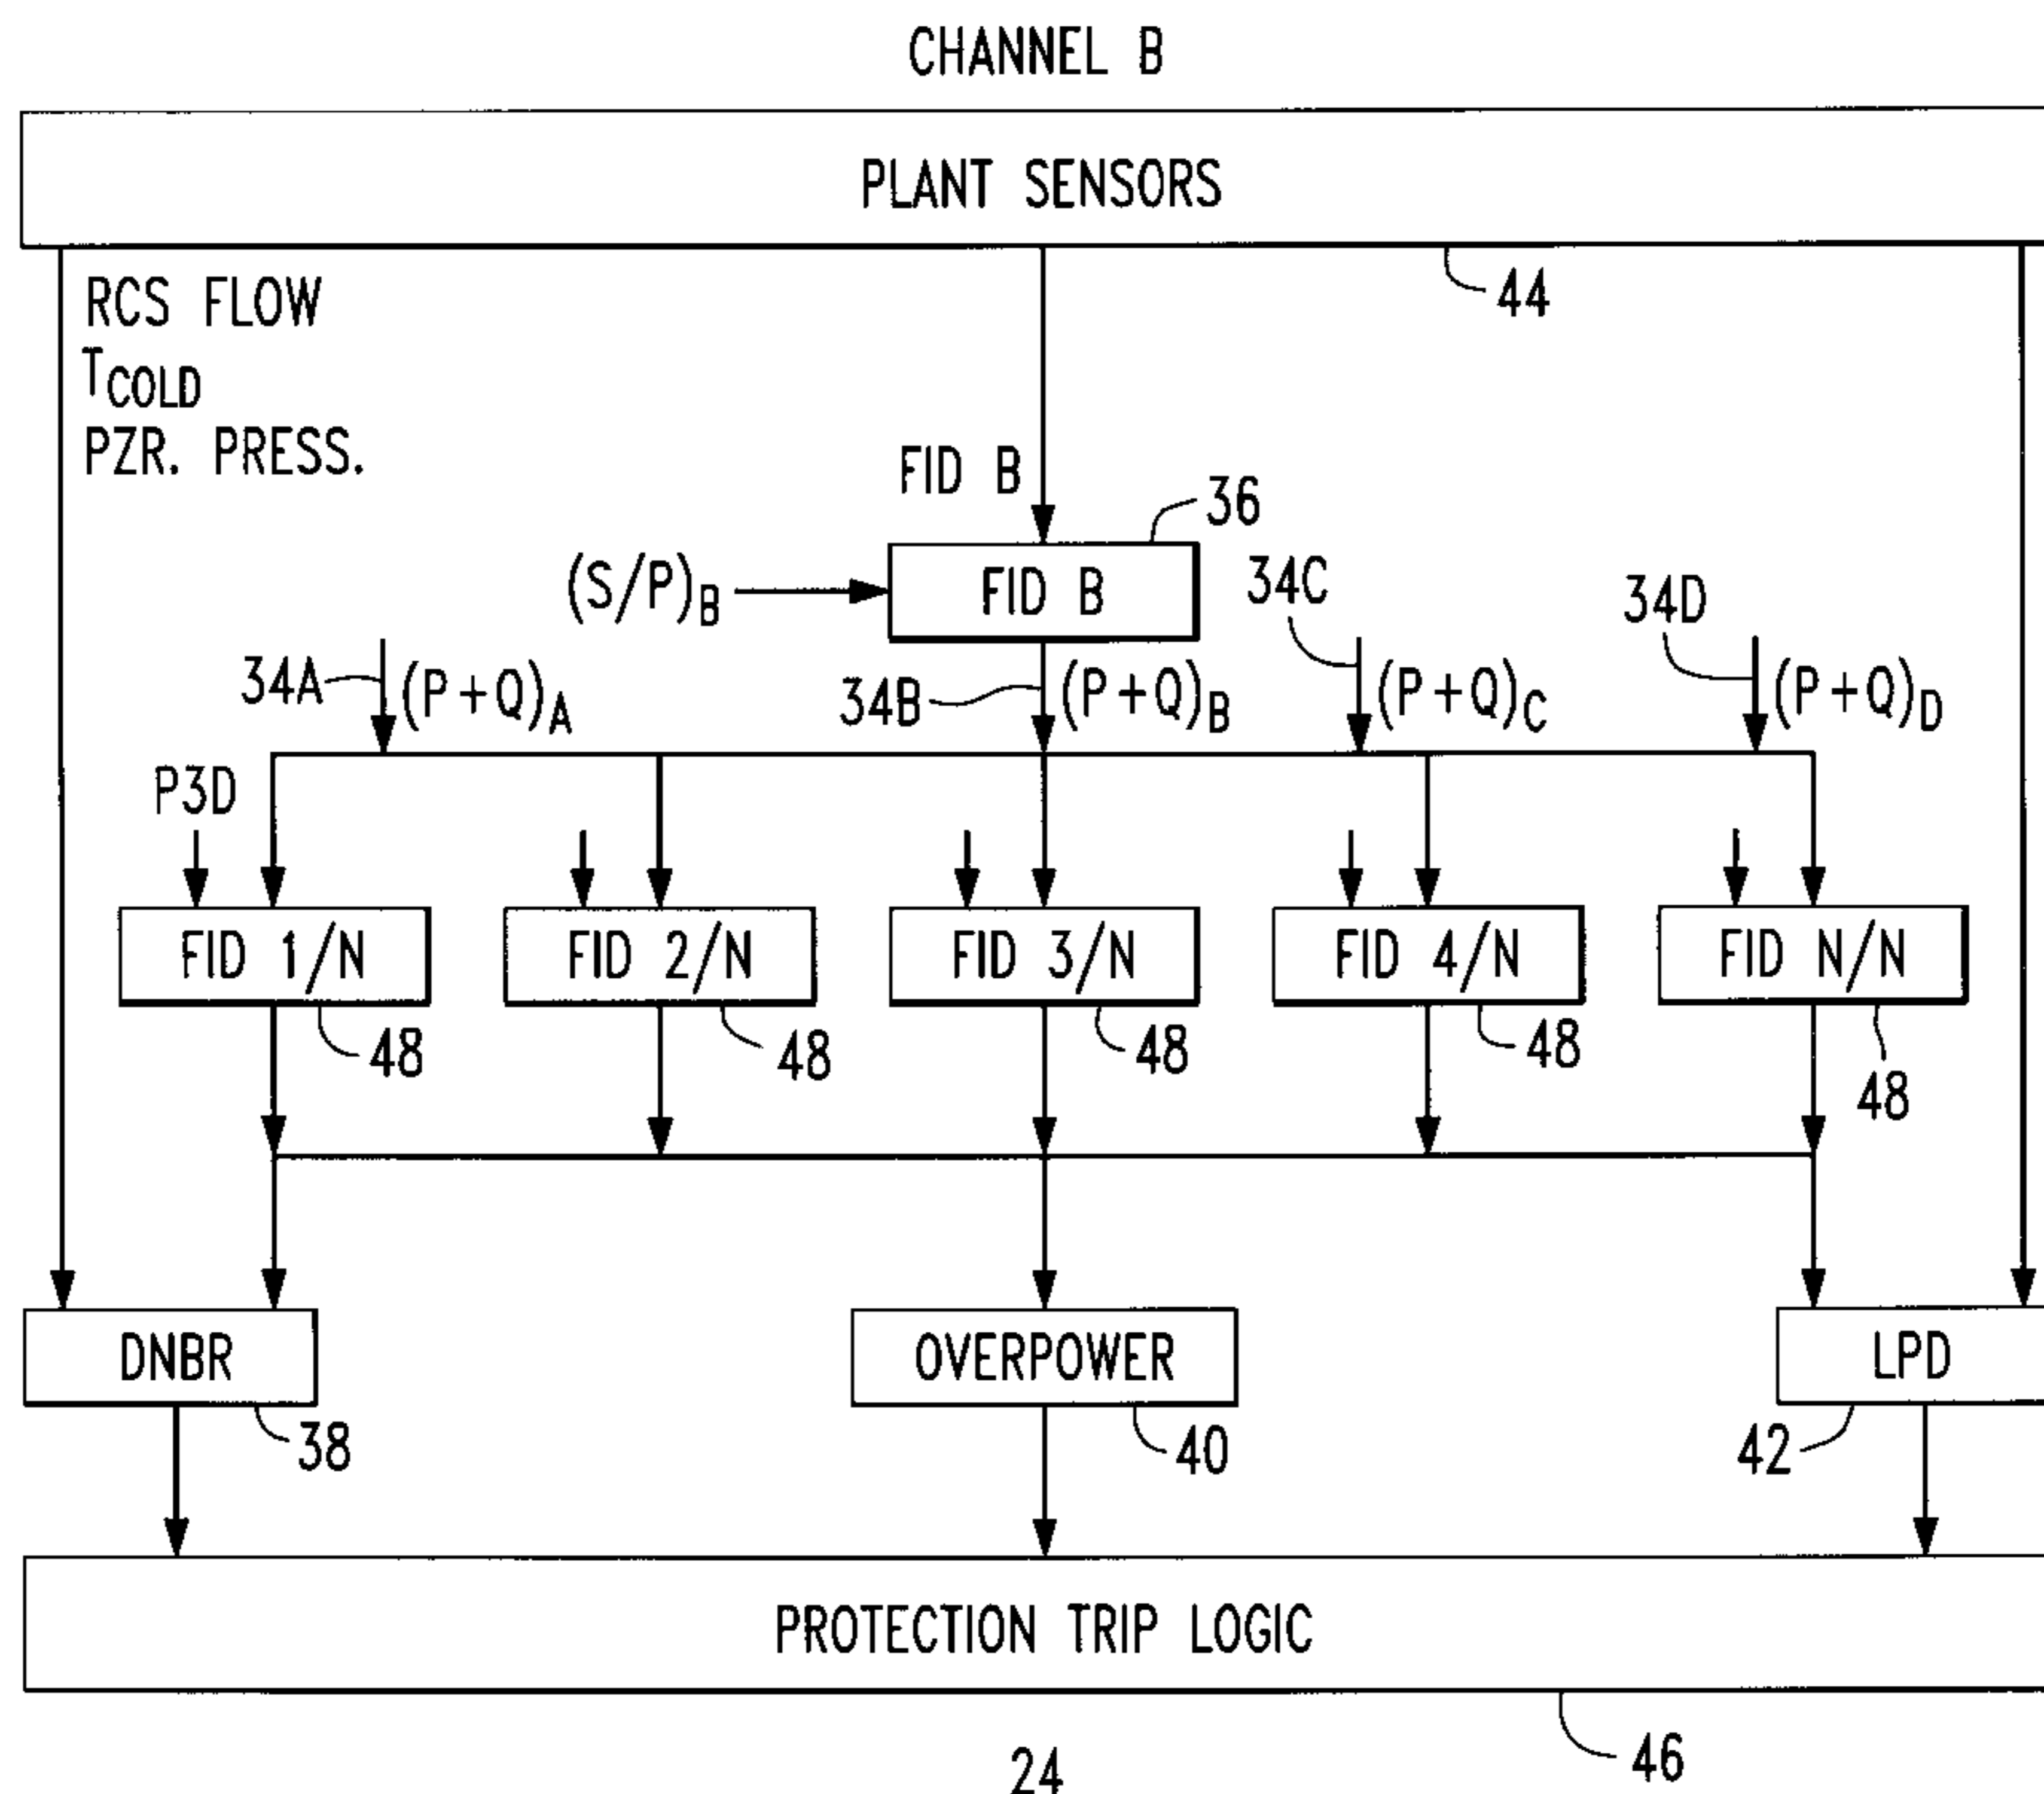 CHANNEL B
PLANT SENSORS
44
RCS FLOW
TCOLD
PZR. PRESS.
FID B
36
(S/P)B
FID B
34A
(P+Q)A
34B
(P+Q)B
34C
(P+Q)C
34D
(P+Q)D
P3D
FID 1/N
FID 2/N
FID 3/N
FID 4/N
FID N/N
48
48
48
48
48
DNBR
OVERPOWER
LPD
38
40
42
PROTECTION TRIP LOGIC
46
24